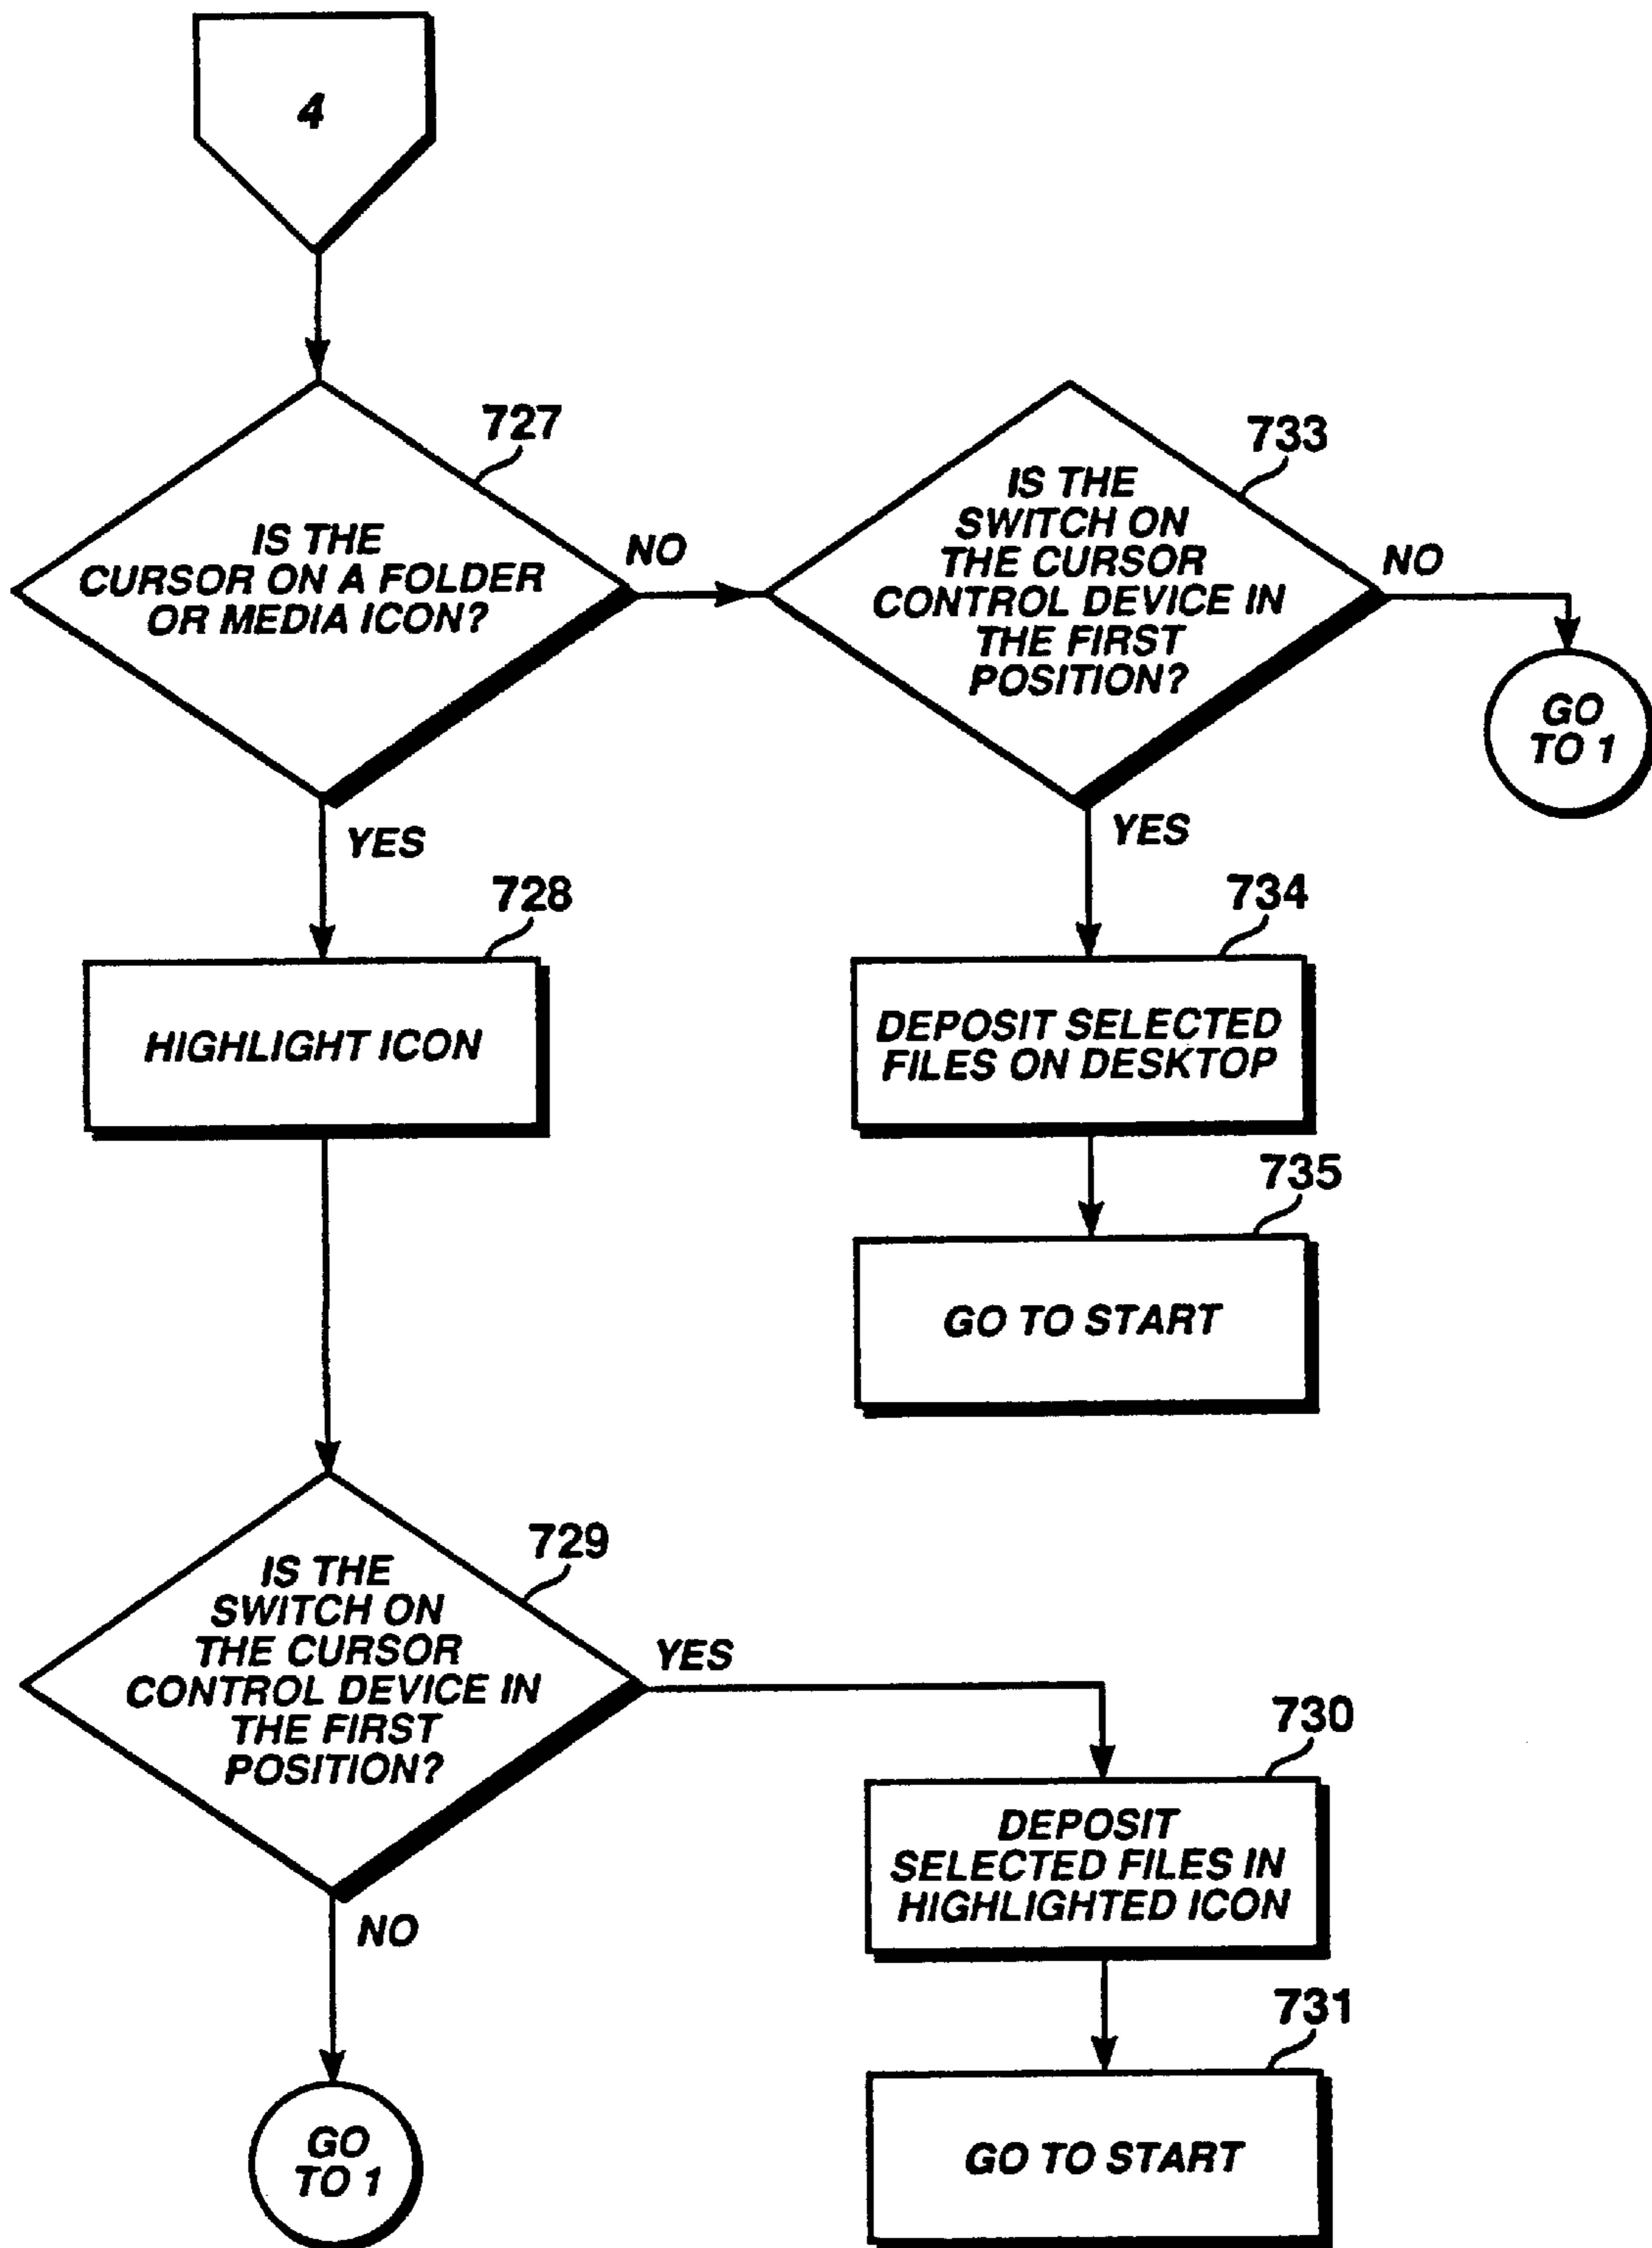 4
727
IS THE
CURSOR ON A FOLDER
OR MEDIA ICON?
NO
YES
733
IS THE
SWITCH ON
THE CURSOR
CONTROL DEVICE IN
THE FIRST
POSITION?
NO
GO
TO 1
YES
728
HIGHLIGHT ICON
734
DEPOSIT SELECTED
FILES ON DESKTOP
735
GO TO START
729
IS THE
SWITCH ON
THE CURSOR
CONTROL DEVICE IN
THE FIRST
POSITION?
YES
NO
730
DEPOSIT
SELECTED FILES IN
HIGHLIGHTED ICON
731
GO TO START
GO
TO 1